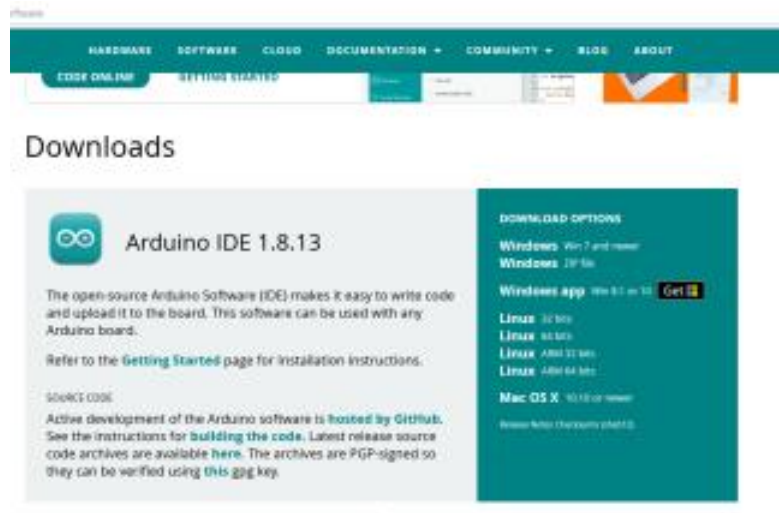 HARDWARE SOFTWARE CLOUD DOCUMENTATION COMMUNITY BLOG ABOUT
CODE ONLINE GETTING STARTED
Downloads
Arduino IDE 1.8.13
The open-source Arduino Software (IDE) makes it easy to write code
and upload it to the board. This software can be used with any
Arduino board.
Refer to the Getting Started page for Installation instructions.
SOURCE CODE
Active development of the Arduino software is hosted by GitHub.
See the instructions for building the code. Latest release source
code archives are available here. The archives are PGP-signed so
they can be verified using this gpg key.
DOWNLOAD OPTIONS
Windows Win 7 and newer
Windows ZIP file
Windows app Win 8.1 or 10 Get
Linux 32 bits
Linux 64 bits
Linux ARM 32 bits
Linux ARM 64 bits
Mac OS X 10.10 or newer